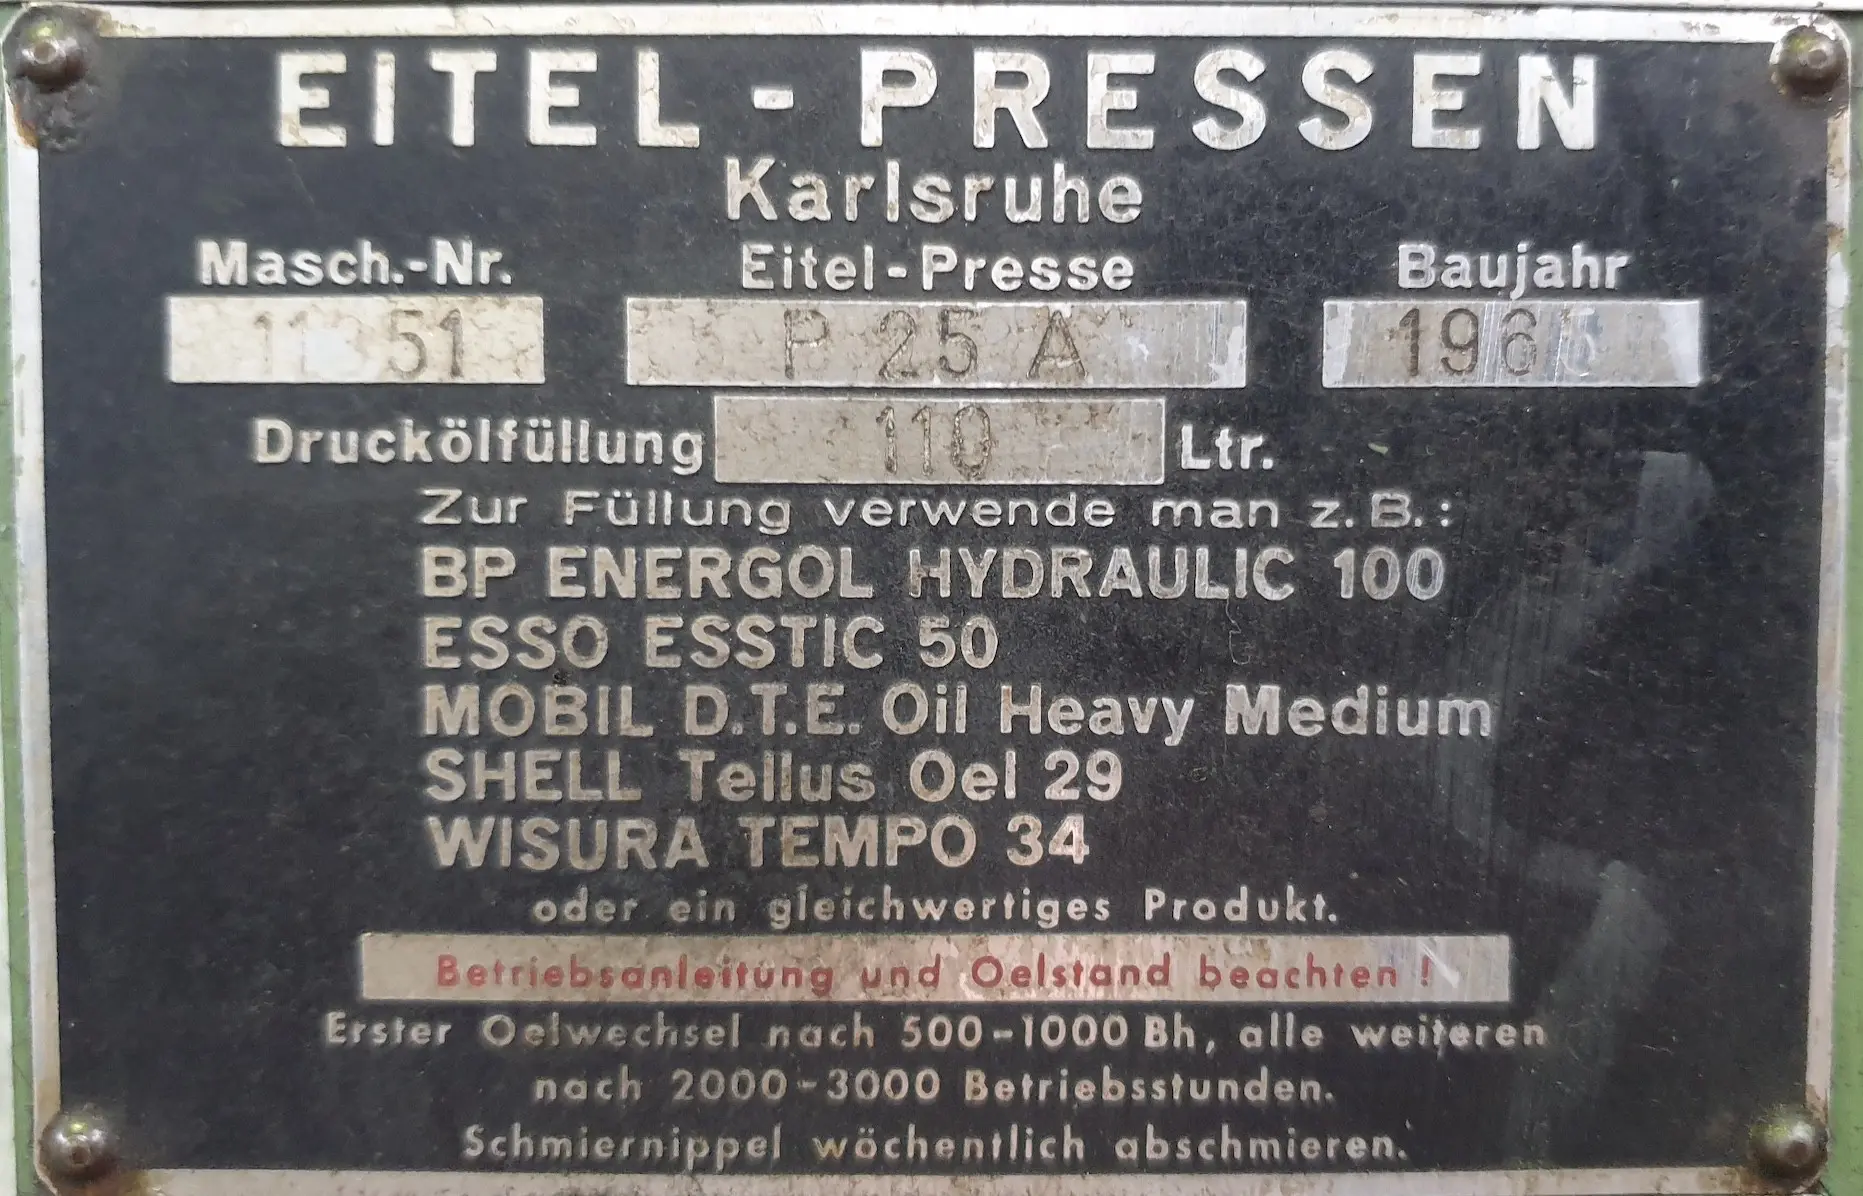 EITEL-PRESSEN
Karlsruhe
Masch.-Nr. Eitel-Presse Baujahr
P 25 A
Druckölfüllung 110 Ltr.
Zur Füllung verwende man z.B.:
BP ENERGOL HYDRAULIC 100
ESSO ESSTIC 50
MOBIL D.T.E. Oil Heavy Medium
SHELL Tellus Oel 29
WISURA TEMPO 34
oder ein gleichwertiges Produkt.
Betriebsanleitung und Oelstand beachten!
Erster Oelwechsel nach 500-1000 Bh, alle weiteren
nach 2000-3000 Betriebsstunden.
Schmiernippel wöchentlich abschmieren.